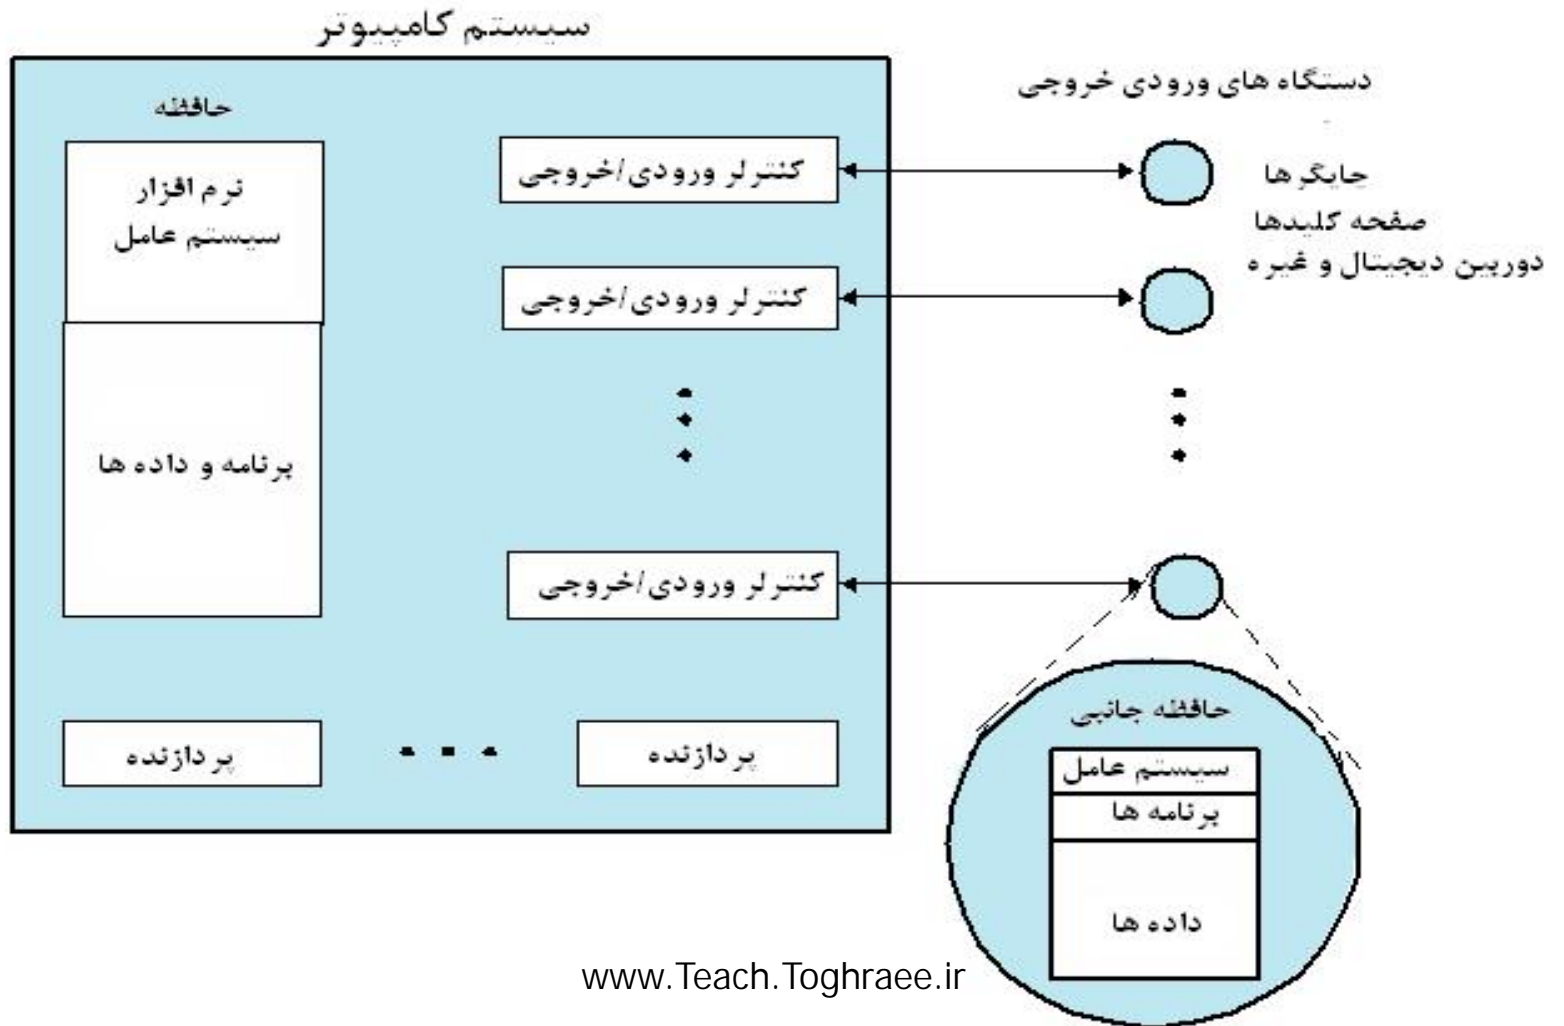 سیستم کامپیوتر
دستگاه های ورودی خروجی
حافظه
نرم افزار
سیستم عامل
برنامه و داده ها
کنترلر ورودی/خروجی
کنترلر ورودی/خروجی
کنترلر ورودی/خروجی
چاپگرها
صفحه کلیدها
دوربین دیجیتال و غیره
پردازنده
پردازنده
حافظه جانبی
سیستم عامل
برنامه ها
داده ها
www.Teach.Toghraee.ir